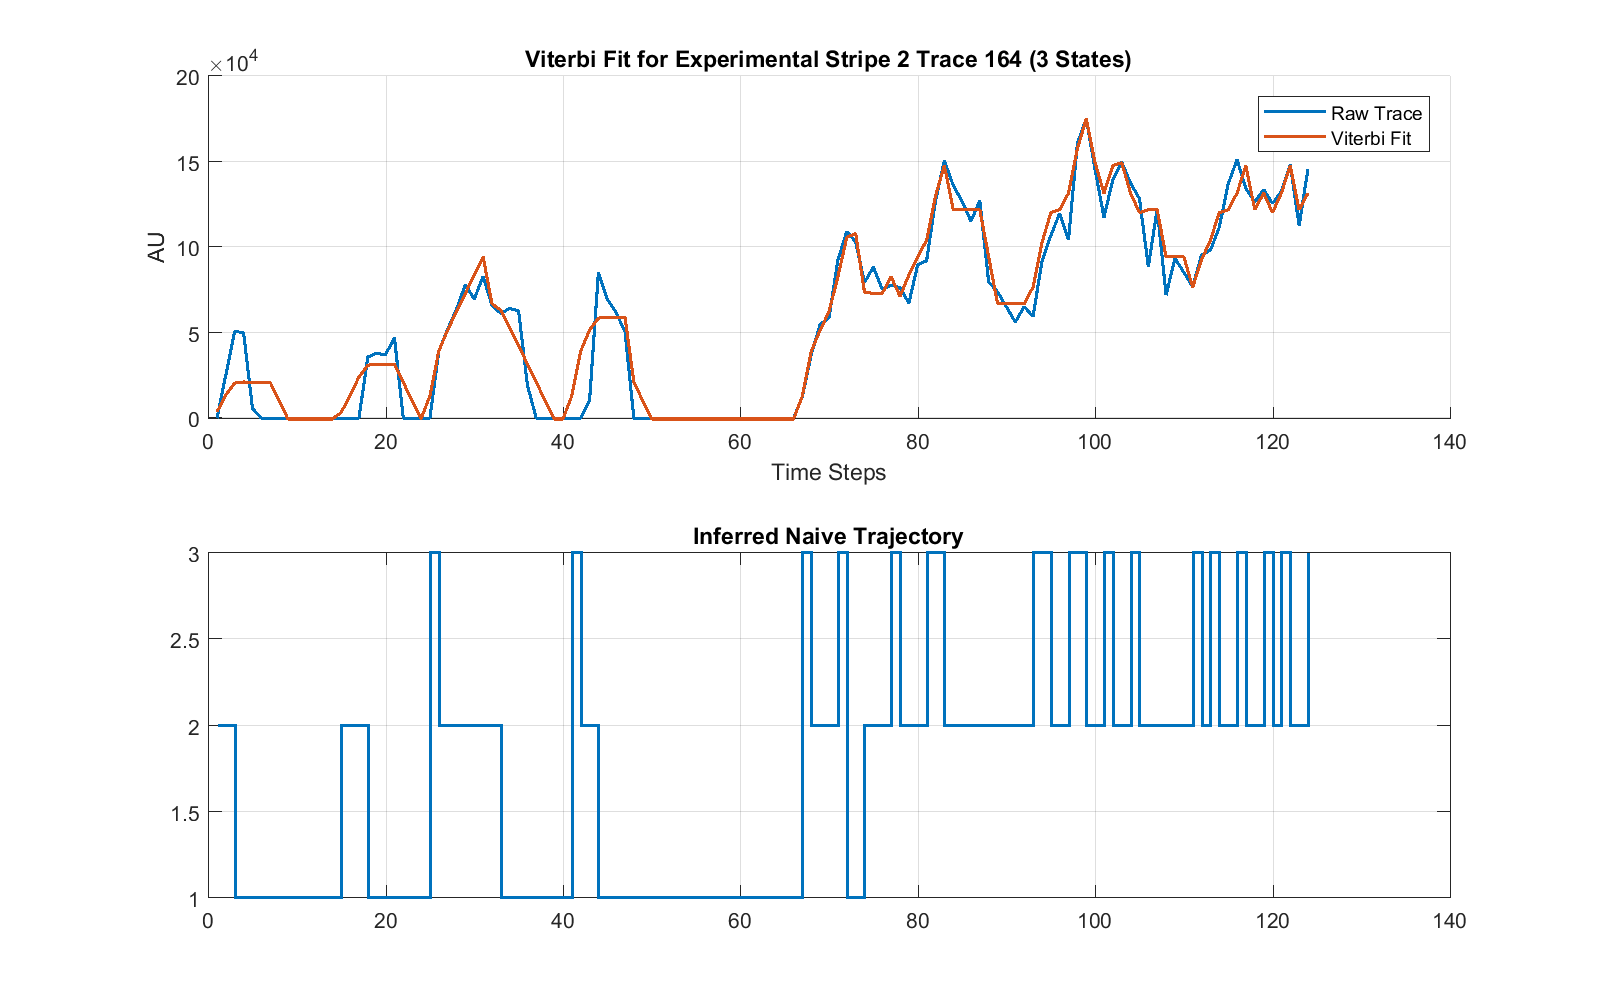 Viterbi Fit for Experimental Stripe 2 Trace 164 (3 States)
×10⁴
20
15
10
5
0
AU
Raw Trace
Viterbi Fit
0 20 40 60 80 100 120 140
Time Steps
Inferred Naive Trajectory
3
2.5
2
1.5
1
0 20 40 60 80 100 120 140